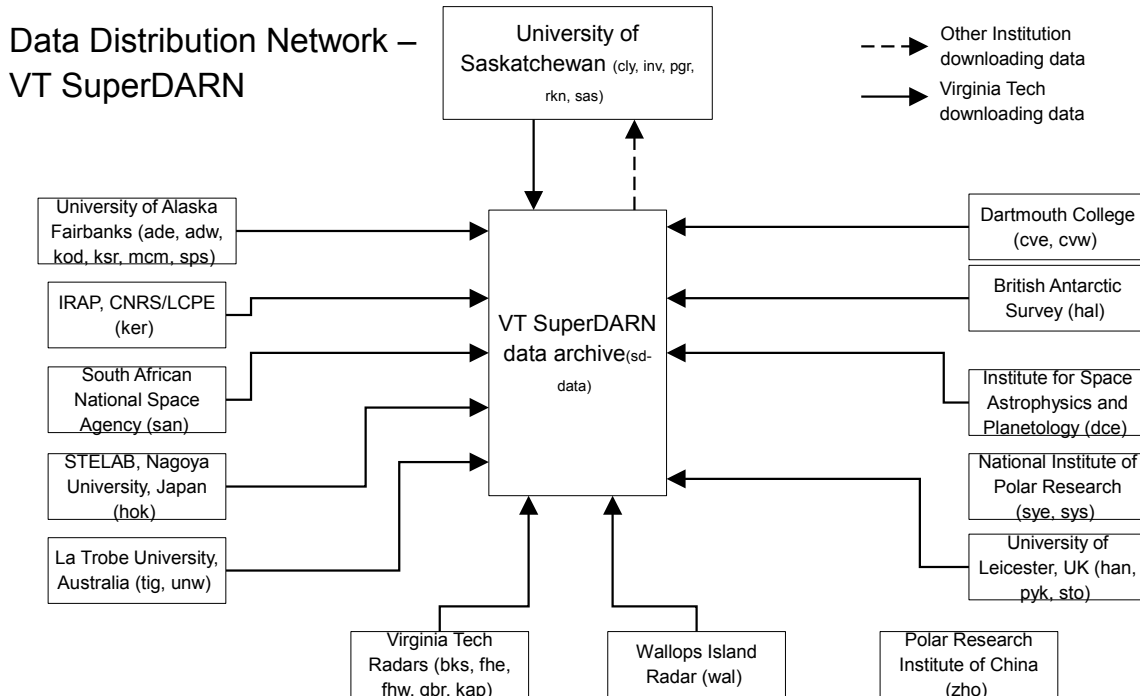 Data Distribution Network –
VT SuperDARN
University of
Saskatchewan (cly, inv, pgr,
rkn, sas)
Other Institution
downloading data
Virginia Tech
downloading data
University of Alaska
Fairbanks (ade, adw,
kod, ksr, mcm, sps)
IRAP, CNRS/LCPE
(ker)
South African
National Space
Agency (san)
STELAB, Nagoya
University, Japan
(hok)
La Trobe University,
Australia (tig, unw)
VT SuperDARN
data archive(sd-
data)
Dartmouth College
(cve, cvw)
British Antarctic
Survey (hal)
Institute for Space
Astrophysics and
Planetology (dce)
National Institute of
Polar Research
(sye, sys)
University of
Leicester, UK (han,
pyk, sto)
Virginia Tech
Radars (bks, fhe,
fhw, gbr, kap)
Wallops Island
Radar (wal)
Polar Research
Institute of China
(zho)